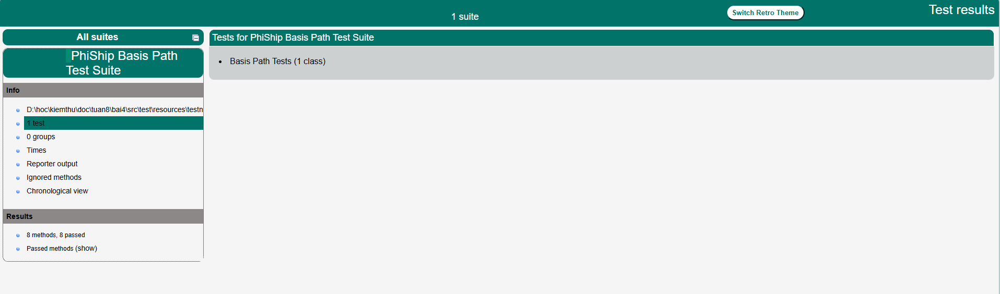 1 suite
Switch Retro Theme
Test results
All suites
PhiShip Basis Path
Test Suite
Info
D:\hoc\kiemthu\doc\tuan8\bai4\src\test\resources\testn
1 test
0 groups
Times
Reporter output
Ignored methods
Chronological view
Results
8 methods, 8 passed
Passed methods (show)
Tests for PhiShip Basis Path Test Suite
Basis Path Tests (1 class)